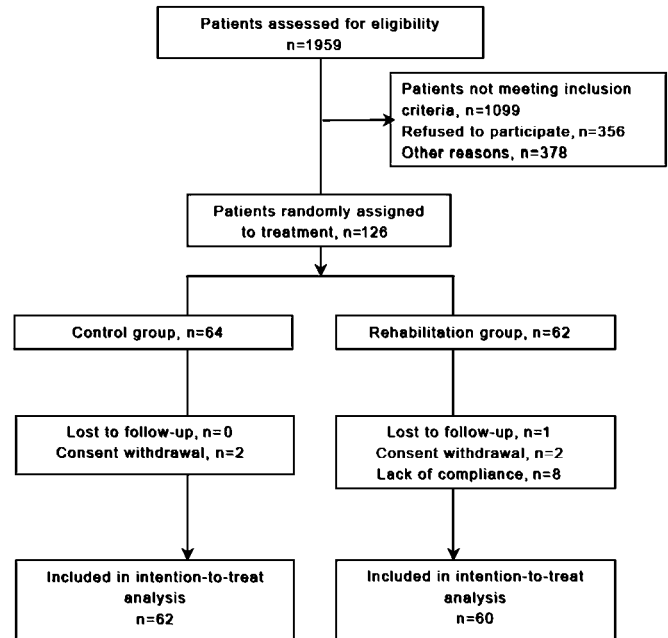 Patients assessed for eligibility
n=1959
Patients not meeting inclusion
criteria, n=1099
Refused to participate, n=356
Other reasons, n=378
Patients randomly assigned
to treatment, n=126
Control group, n=64
Rehabilitation group, n=62
Lost to follow-up, n=0
Consent withdrawal, n=2
Lost to follow-up, n=1
Consent withdrawal, n=2
Lack of compliance, n=8
Included in intention-to-treat
analysis
n=62
Included in intention-to-treat
analysis
n=60